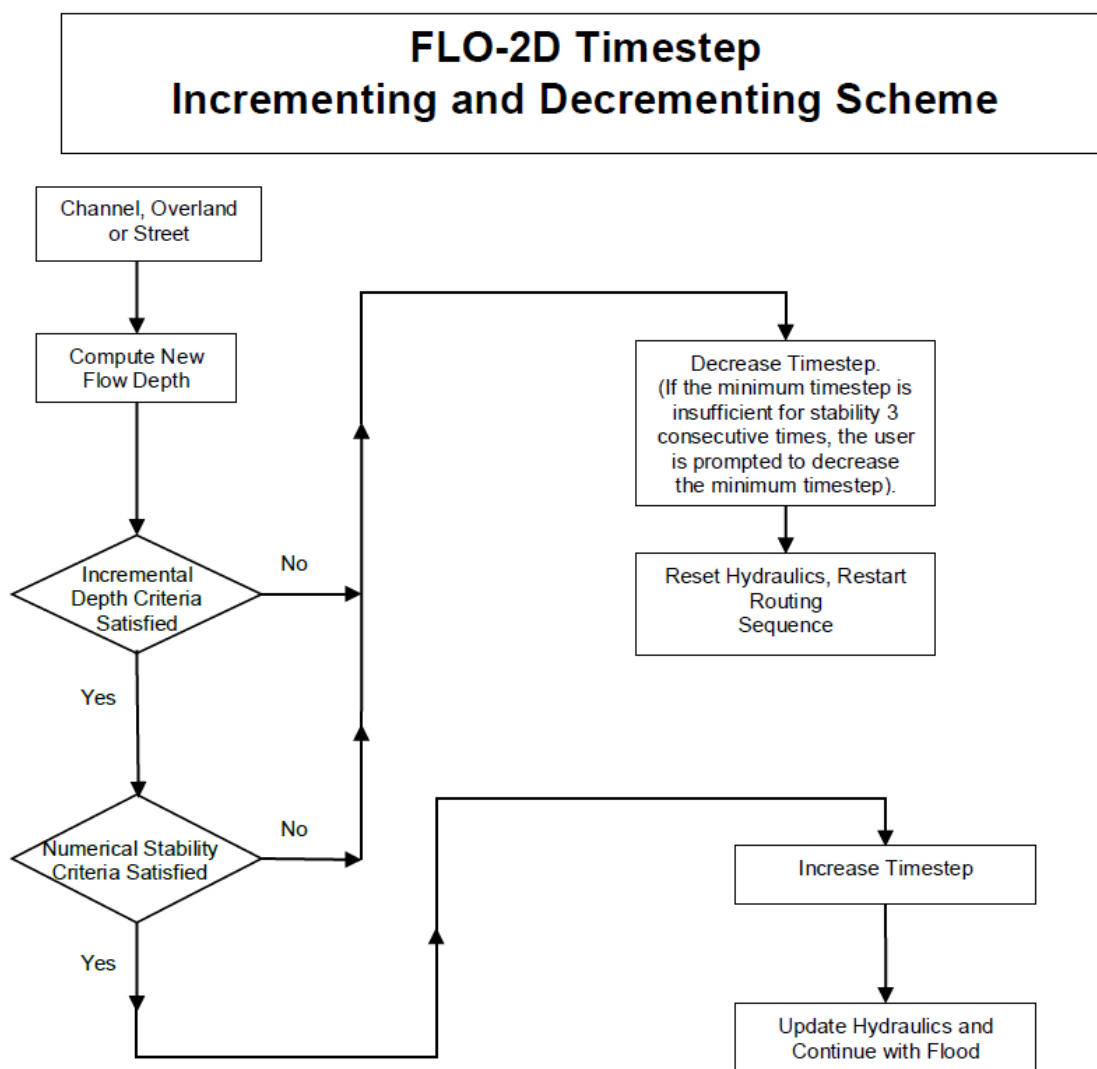 FLO-2D Timestep
Incrementing and Decrementing Scheme
Channel, Overland
or Street
Compute New
Flow Depth
Incremental
Depth Criteria
Satisfied
No
Yes
Numerical Stability
Criteria Satisfied
No
Yes
Decrease Timestep.
(If the minimum timestep is
insufficient for stability 3
consecutive times, the user
is prompted to decrease
the minimum timestep).
Reset Hydraulics, Restart
Routing
Sequence
Increase Timestep
Update Hydraulics and
Continue with Flood